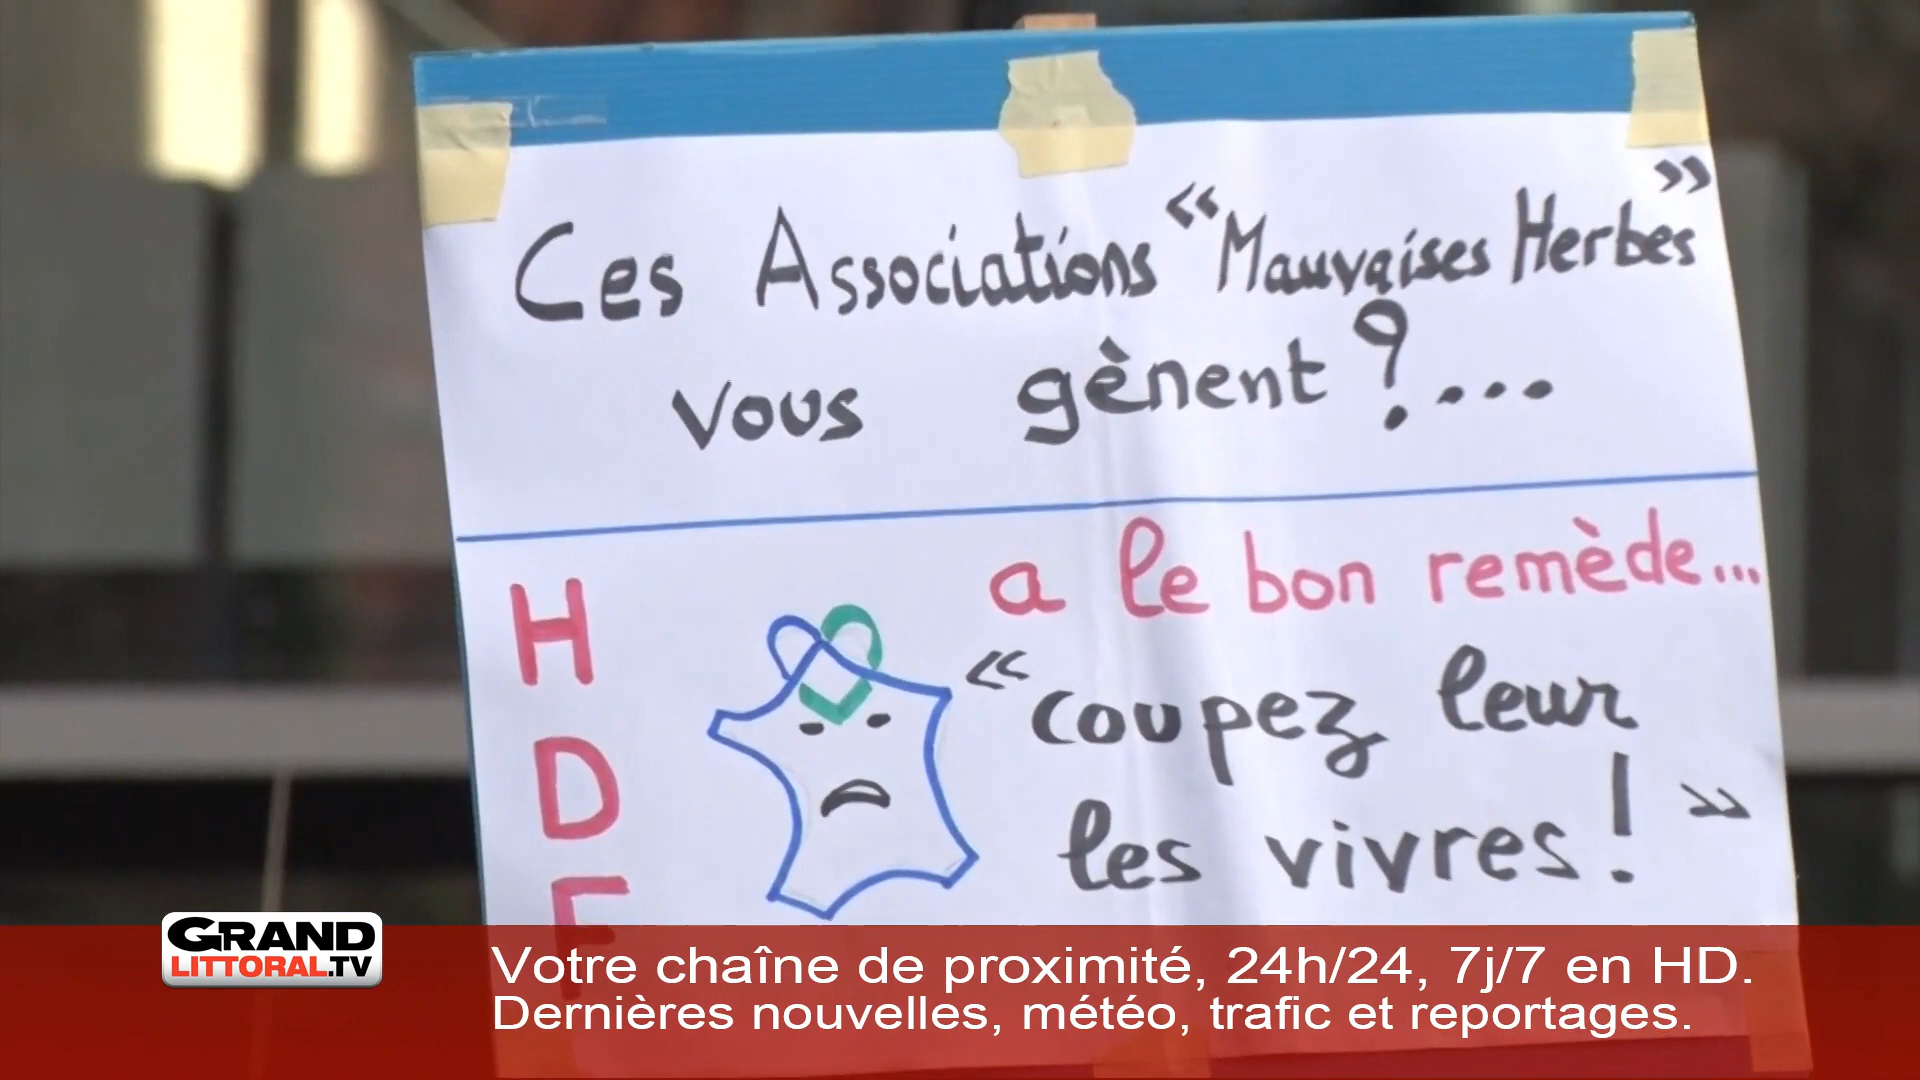 Ces Associations “Mauvaises Herbes”
vous gènent ?...
H
D
F
a le bon remède...
“ coupez leur
les vivres ! ”
GRAND
LITTORAL.TV
Votre chaîne de proximité, 24h/24, 7j/7 en HD.
Dernières nouvelles, météo, trafic et reportages.